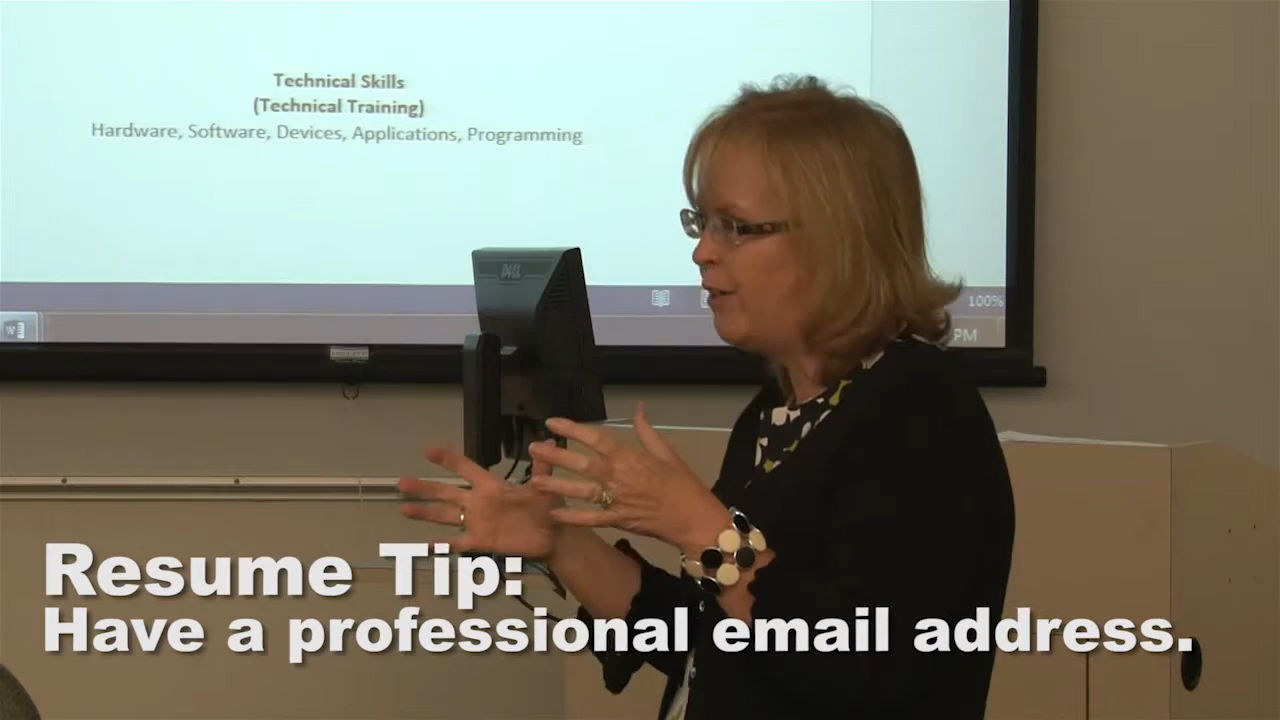 Technical Skills
(Technical Training)
Hardware, Software, Devices, Applications, Programming
DELL
100%
PM
Resume Tip:
Have a professional email address.